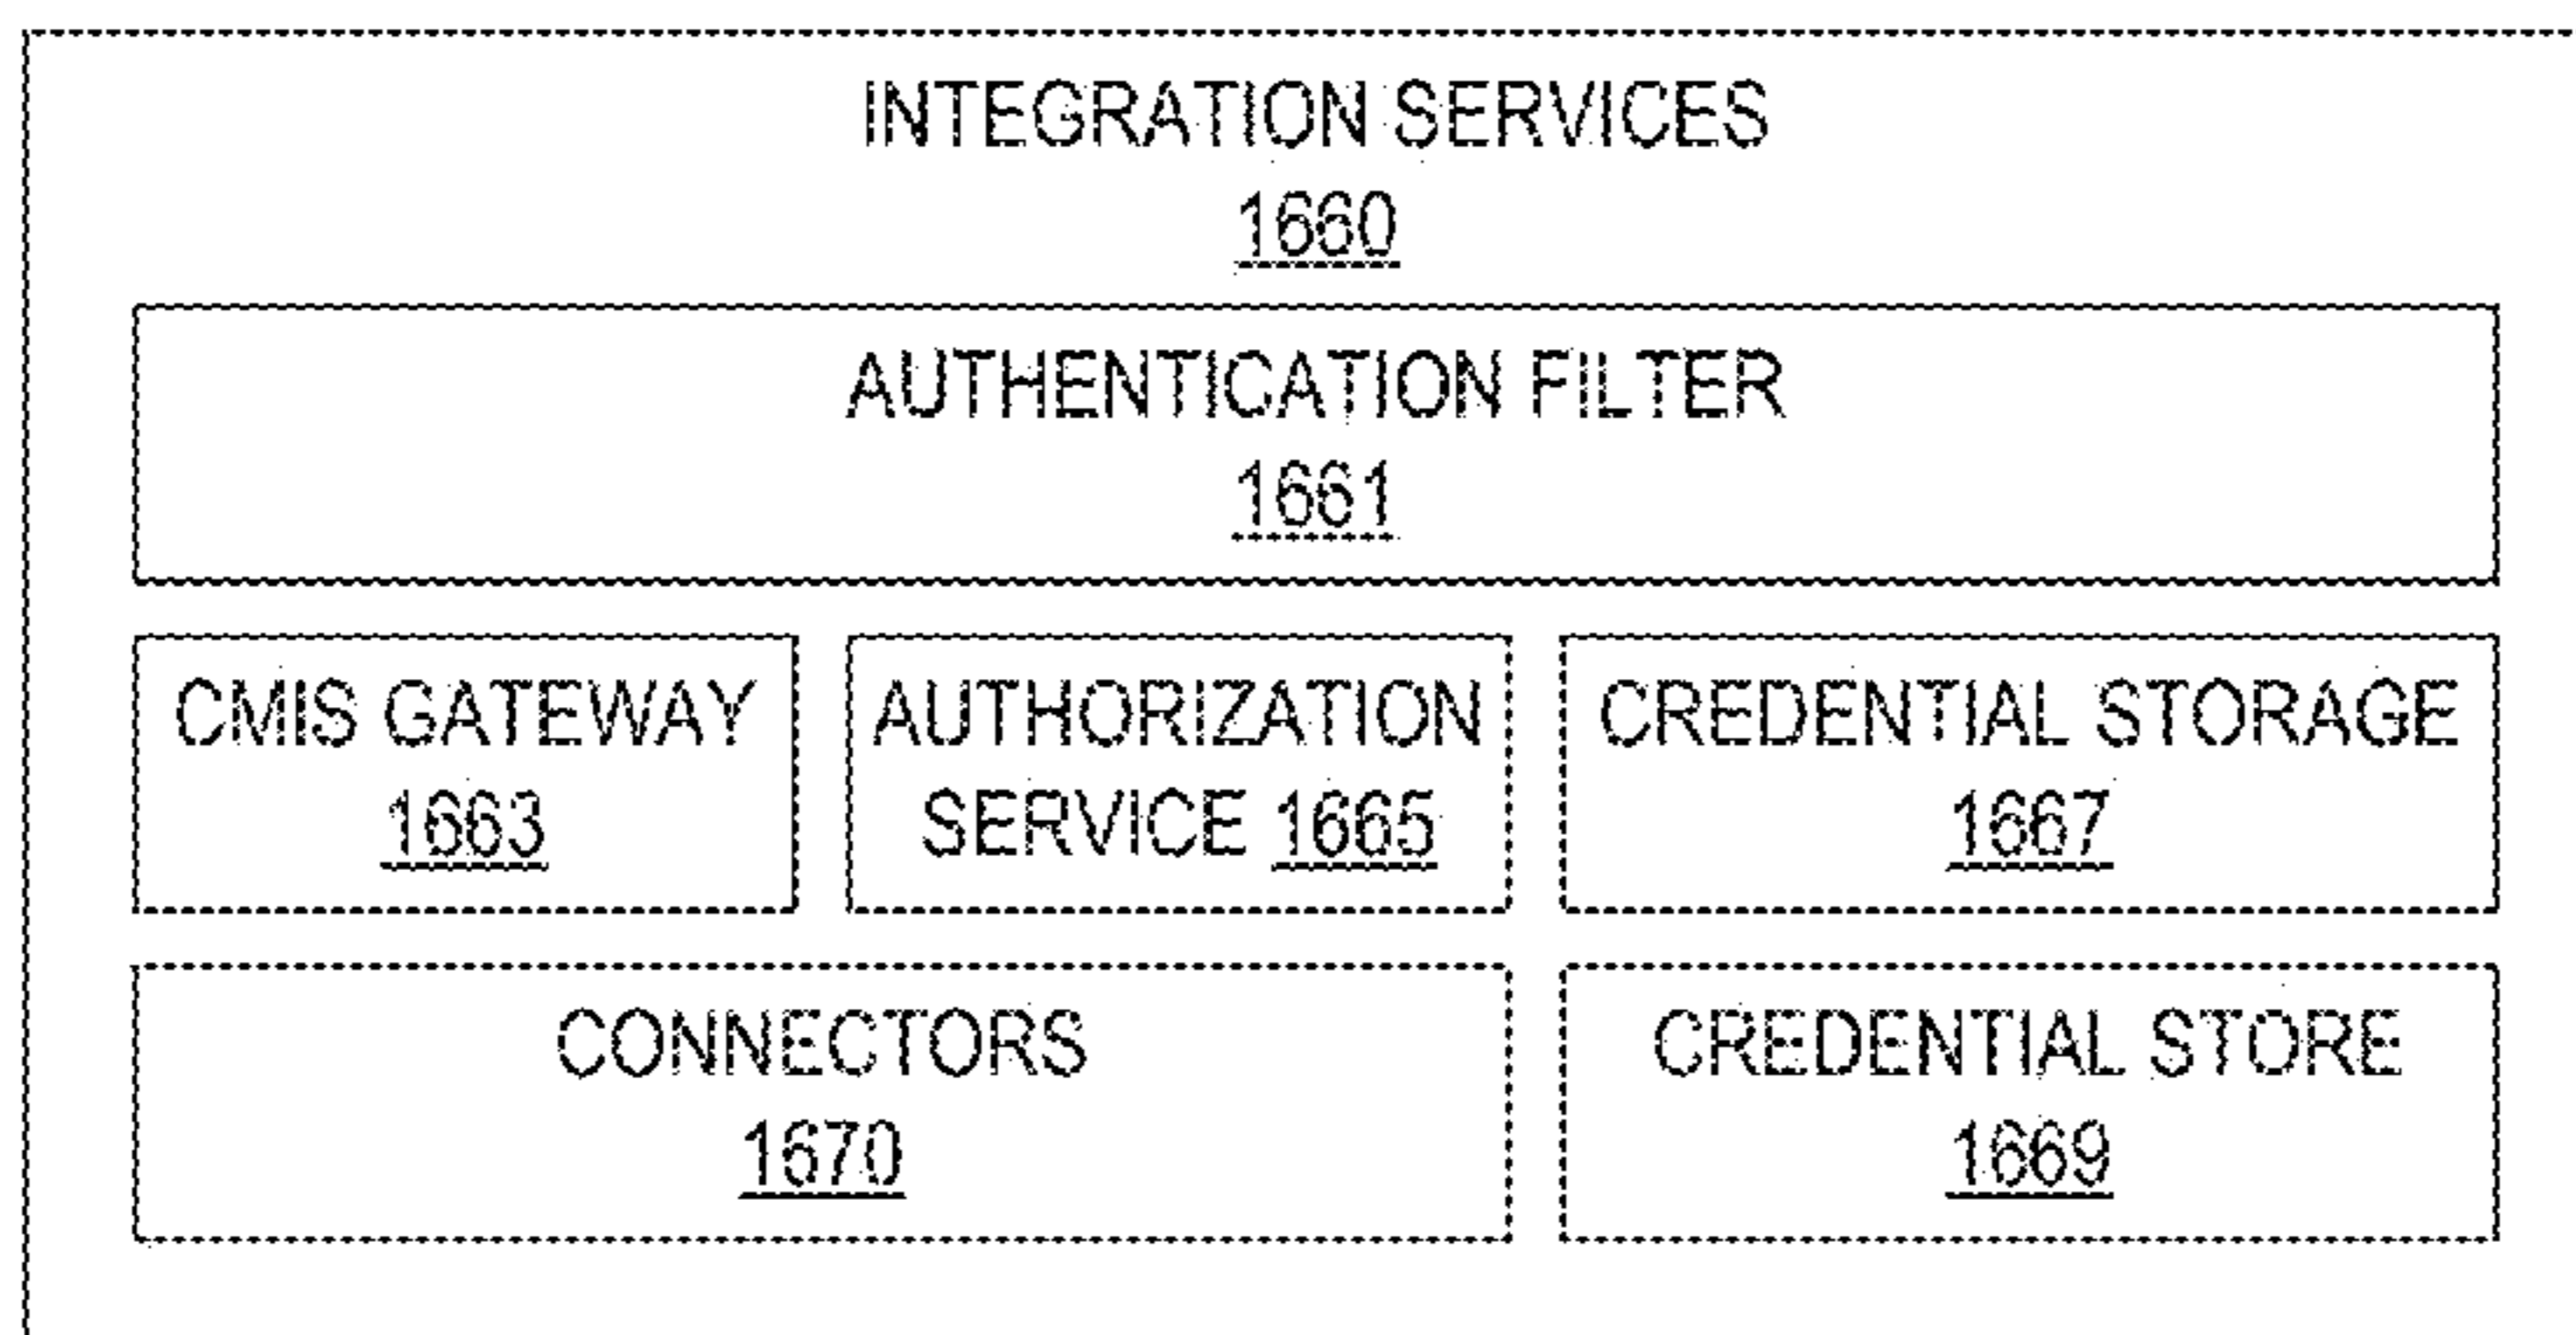 INTEGRATION SERVICES
1660
AUTHENTICATION FILTER
1661
CMIS GATEWAY
1663
AUTHORIZATION
SERVICE 1665
CREDENTIAL STORAGE
1667
CONNECTORS
1670
CREDENTIAL STORE
1669